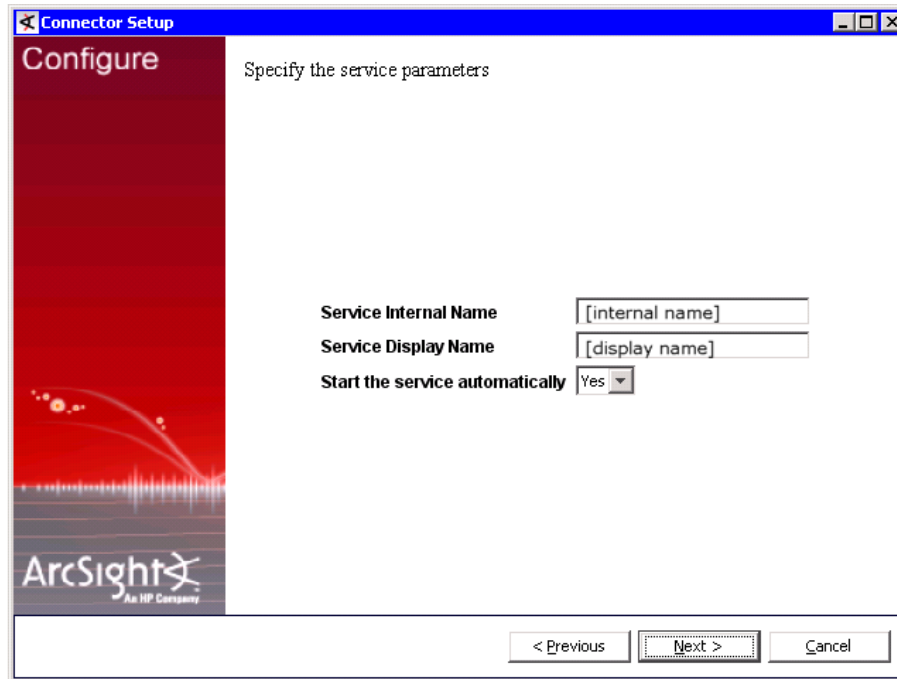 Connector Setup
Configure
Specify the service parameters
Service Internal Name [internal name]
Service Display Name [display name]
Start the service automatically Yes
ArcSight
An HP Company
< Previous Next > Cancel